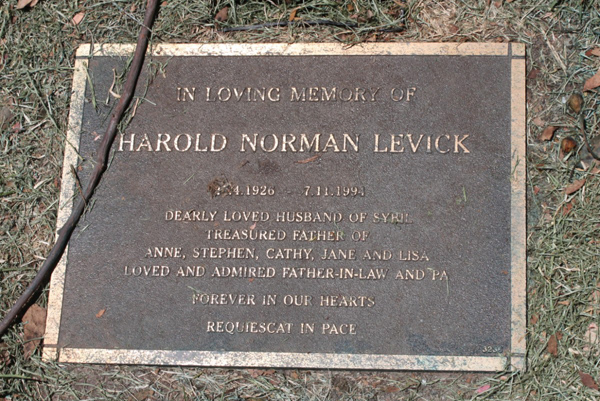 IN LOVING MEMORY OF
HAROLD NORMAN LEVICK
7.11.1994
DEARLY LOVED HUSBAND OF SYBIL
TREASURED FATHER OF
ANNE, STEPHEN, CATHY, JANE AND LISA
LOVED AND ADMIRED FATHER-IN-LAW AND PA
FOREVER IN OUR HEARTS
REQUIESCAT IN PACE